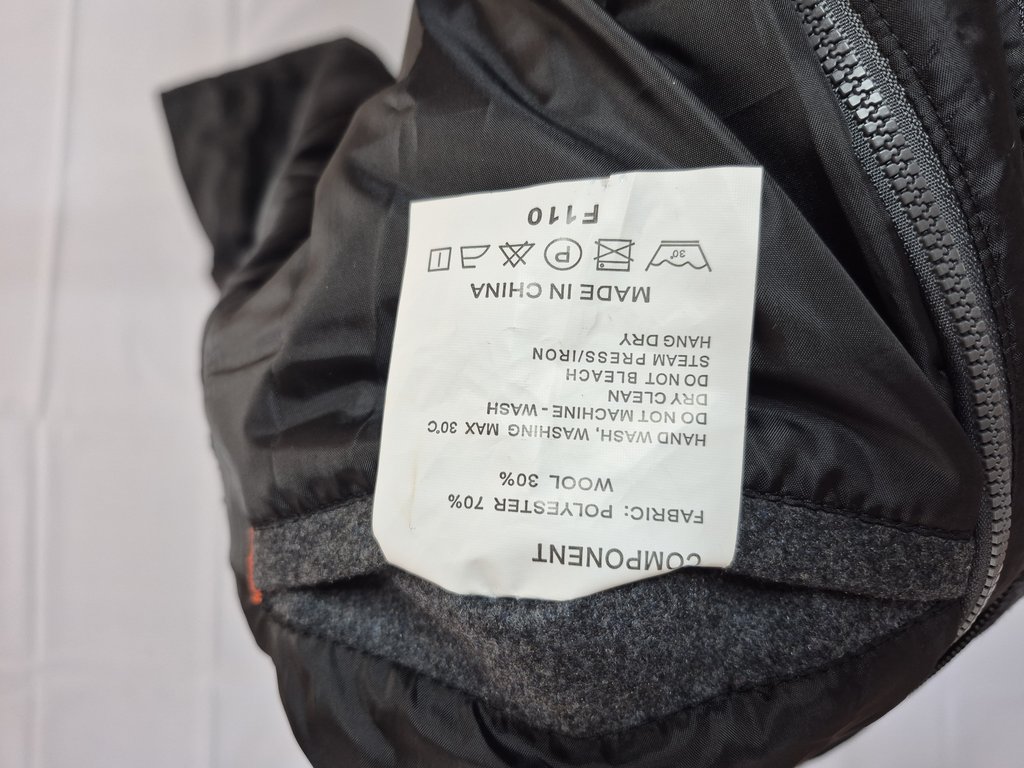 COMPONENT
FABRIC: POLYESTER 70%
WOOL 30%
HAND WASH, WASHING MAX 30°C
DO NOT MACHINE - WASH
DRY CLEAN
DO NOT BLEACH
STEAM PRESS/IRON
HANG DRY
MADE IN CHINA
30° P
F110